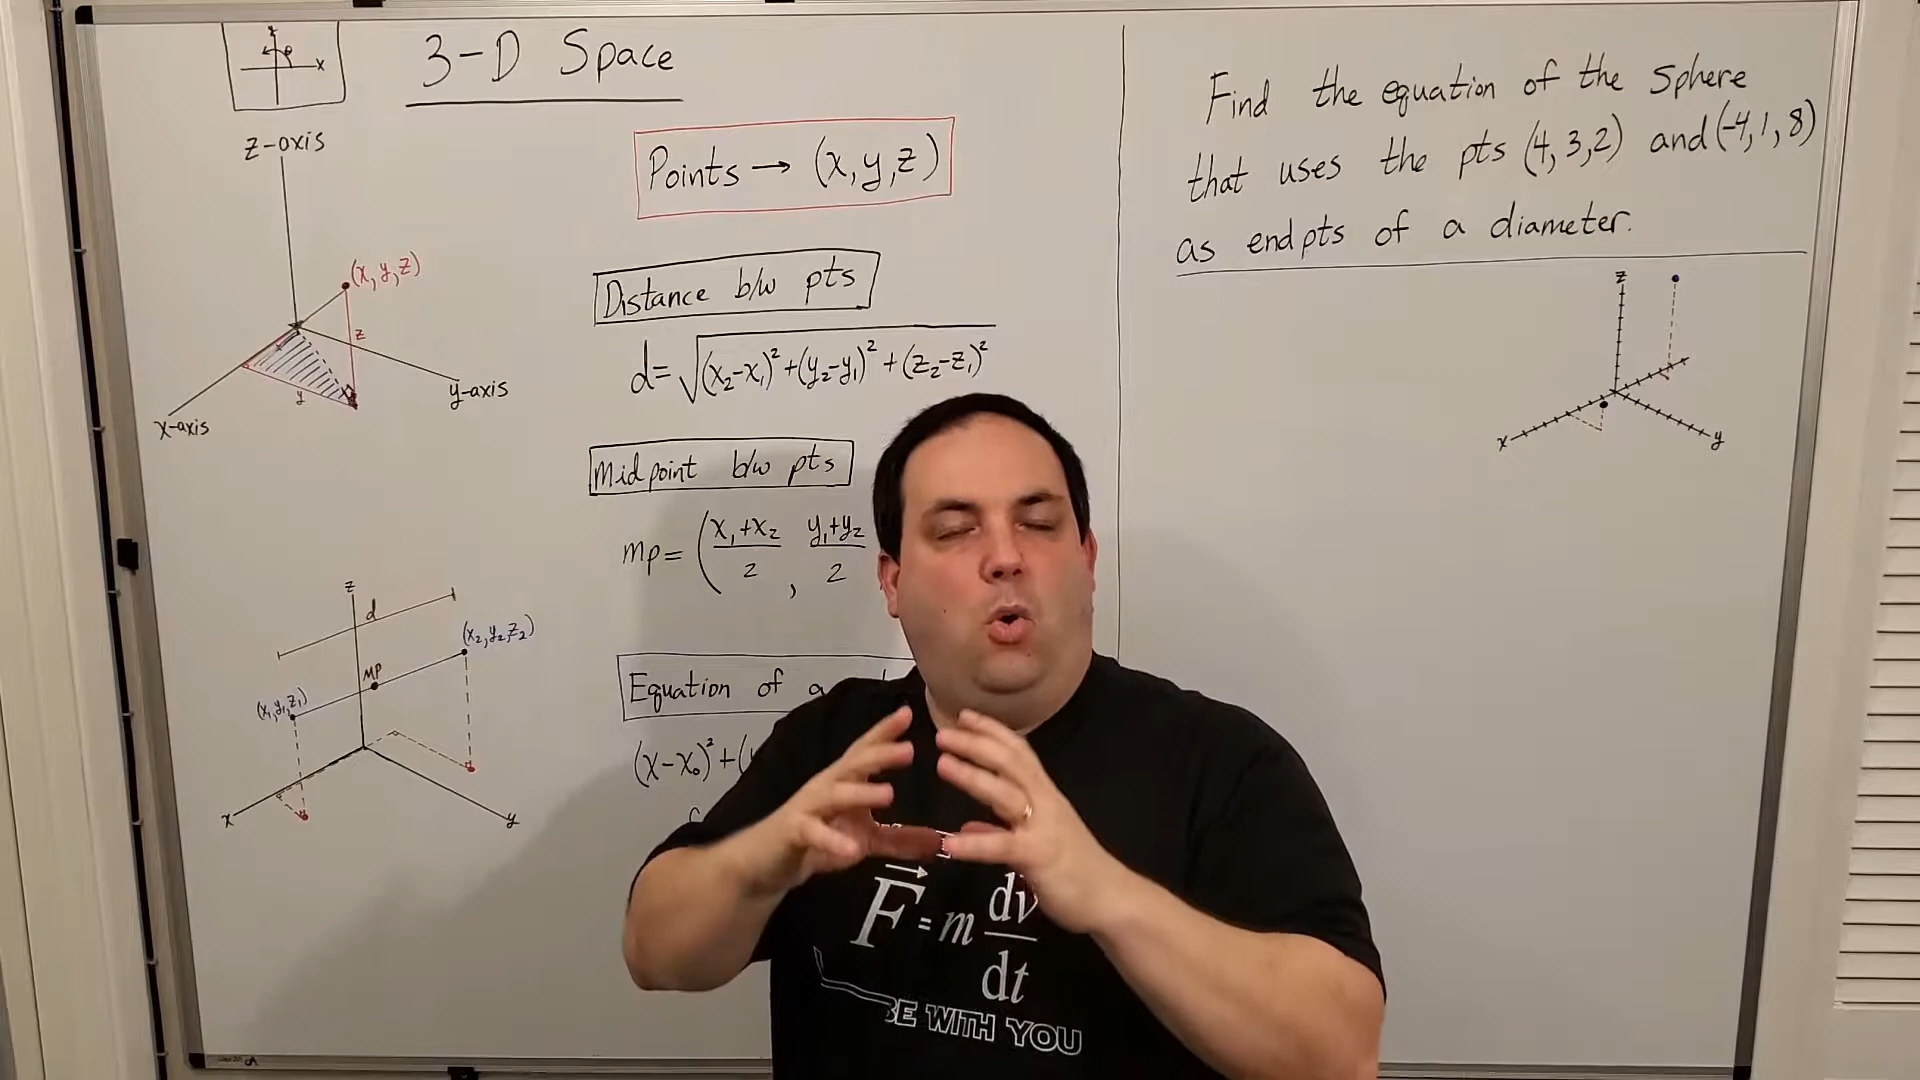 3-D Space
z
x
z-axis
(x, y, z)
z
x
y
y-axis
x-axis
Points → (x, y, z)
Distance b/w pts
d = √(x₂-x₁)² + (y₂-y₁)² + (z₂-z₁)²
Midpoint b/w pts
mp = (x₁+x₂/2, y₁+y₂/2
Equation of a
(x-x₀)² + (
z
d
(x₂, y₂, z₂)
MP
(x₁, y₁, z₁)
x
y
Find the equation of the sphere
that uses the pts (4, 3, 2) and (-4, 1, 8)
as endpts of a diameter.
z
x
y
F = m dv/dt
BE WITH YOU